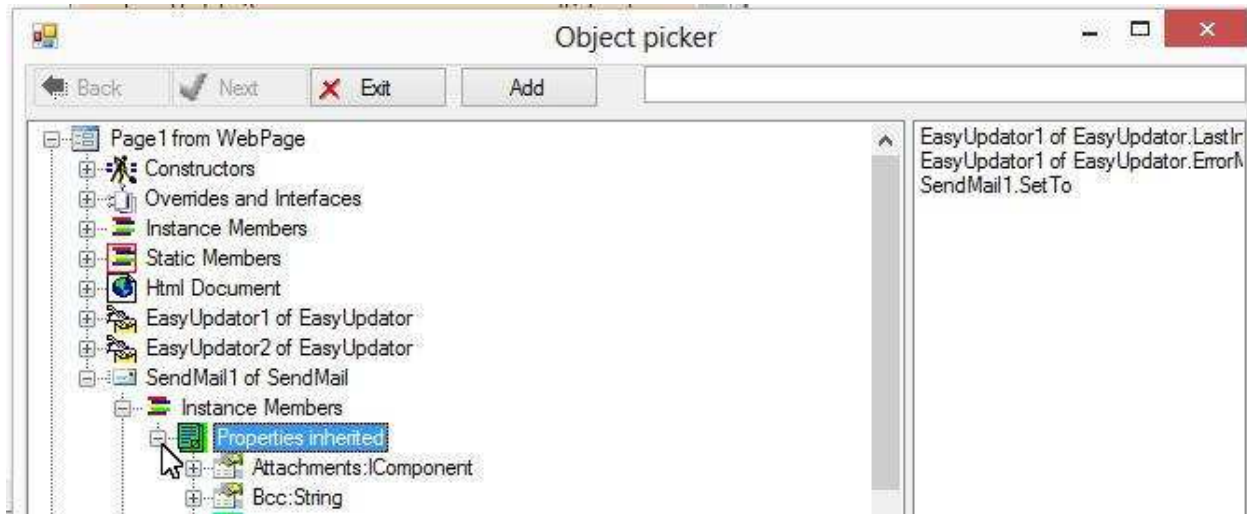 Object picker
Back Next Exit Add
Page1 from WebPage
Constructors
Overrides and Interfaces
Instance Members
Static Members
Html Document
EasyUpdator1 of EasyUpdator
EasyUpdator2 of EasyUpdator
SendMail1 of SendMail
Instance Members
Properties inherited
Attachments:IComponent
Bcc:String
EasyUpdator1 of EasyUpdator.LastIn
EasyUpdator1 of EasyUpdator.ErrorM
SendMail1.SetTo